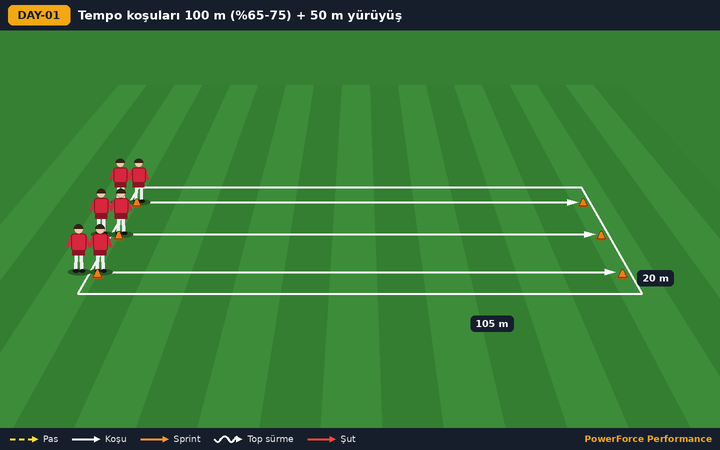 DAY-01 Tempo koşuları 100 m (%65-75) + 50 m yürüyüş
20 m
105 m
Pas Koşu Sprint Top sürme Şut PowerForce Performance